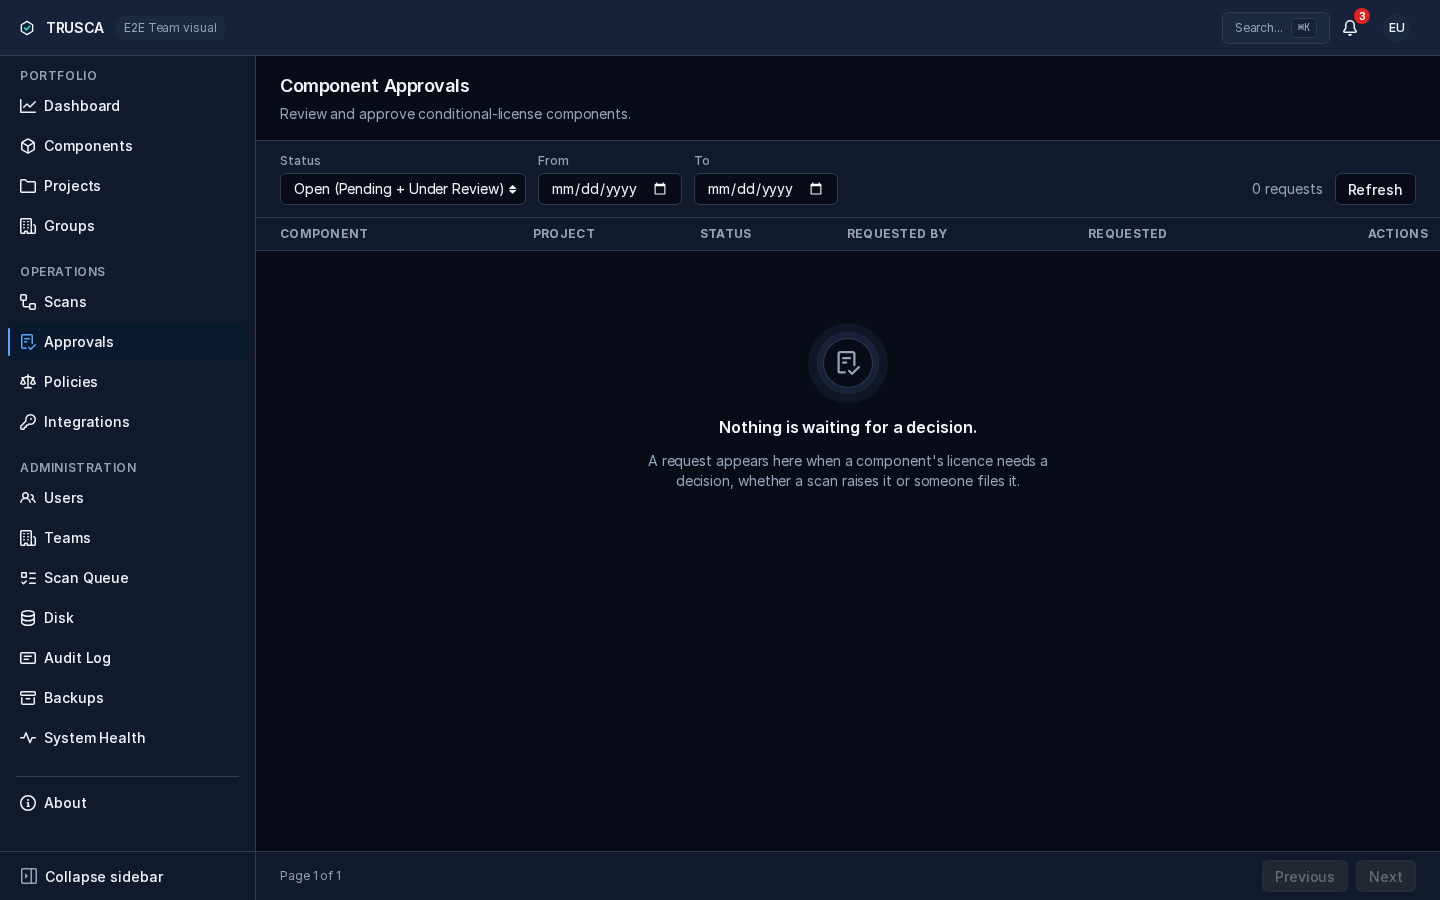 TRUSCA
E2E Team visual
Search...
⌘K
3
EU
PORTFOLIO
Dashboard
Components
Projects
Groups
OPERATIONS
Scans
Approvals
Policies
Integrations
ADMINISTRATION
Users
Teams
Scan Queue
Disk
Audit Log
Backups
System Health
About
Collapse sidebar
Component Approvals
Review and approve conditional-license components.
Status
From
To
Open (Pending + Under Review)
mm/dd/yyyy
mm/dd/yyyy
0 requests
Refresh
COMPONENT
PROJECT
STATUS
REQUESTED BY
REQUESTED
ACTIONS
Nothing is waiting for a decision.
A request appears here when a component's licence needs a
decision, whether a scan raises it or someone files it.
Page 1 of 1
Previous
Next